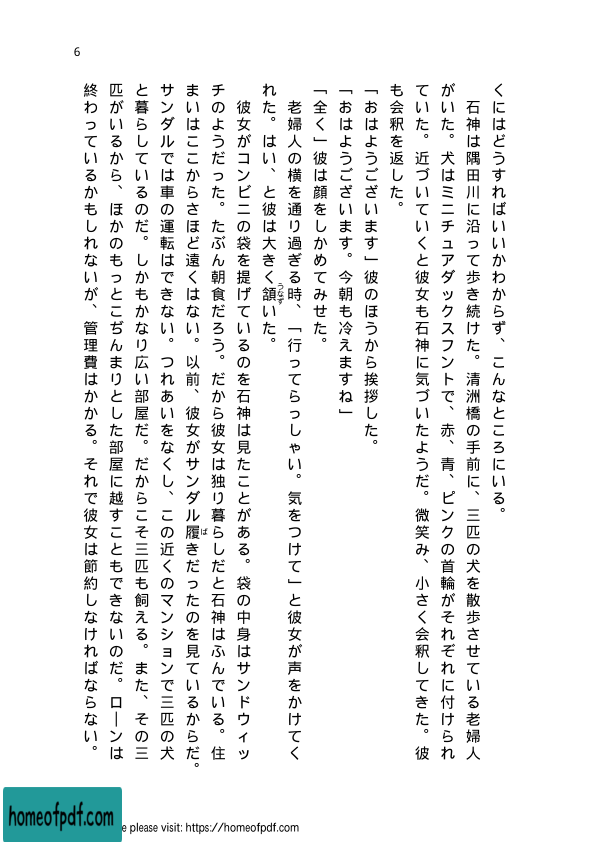 6
くにはどうすればいいかわからず、こんなところにいる。
石神は隅田川に沿って歩き続けた。清洲橋の手前に、三匹の犬を散歩させている老婦人
がいた。犬はミニチュアダックスフントで、赤、青、ピンクの首輪がそれぞれに付けられ
ていた。近づいていくと彼女も石神に気づいたようだ。微笑み、小さく会釈してきた。彼
も会釈を返した。
「おはようございます」彼のほうから挨拶した。
「おはようございます。今朝も冷えますね」
「全く」彼は顔をしかめてみせた。
老婦人の横を通り過ぎる時、「行ってらっしゃい。気をつけて」と彼女が声をかけてく
れた。はい、と彼は大きく頷うなずいた。
彼女がコンビニの袋を提げているのを石神は見たことがある。袋の中身はサンドウィッ
チのようだった。たぶん朝食だろう。だから彼女は独り暮らしだと石神はふんでいる。住
まいはここからさほど遠くはない。以前、彼女がサンダル履ばきだったのを見ているからだ。
サンダルでは車の運転はできない。つれあいをなくし、この近くのマンションで三匹の犬
と暮らしているのだ。しかもかなり広い部屋だ。だからこそ三匹も飼える。また、その三
匹がいるから、ほかのもっとこぢんまりとした部屋に越すこともできないのだ。ローンは
終わっているかもしれないが、管理費はかかる。それで彼女は節約しなければならない。
homeofpdf.com
e please visit: https://homeofpdf.com